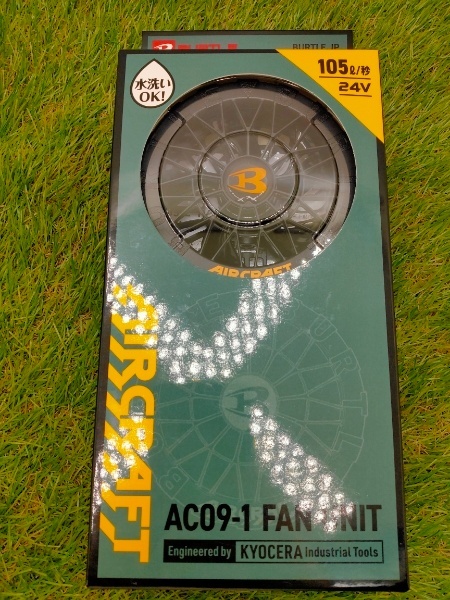 BURTLE.JP
水洗い
OK!
105ℓ/秒
24V
B
AIRCRAFT
AIRCRAFT
B
AC09-1 FAN UNIT
Engineered by KYOCERA Industrial Tools